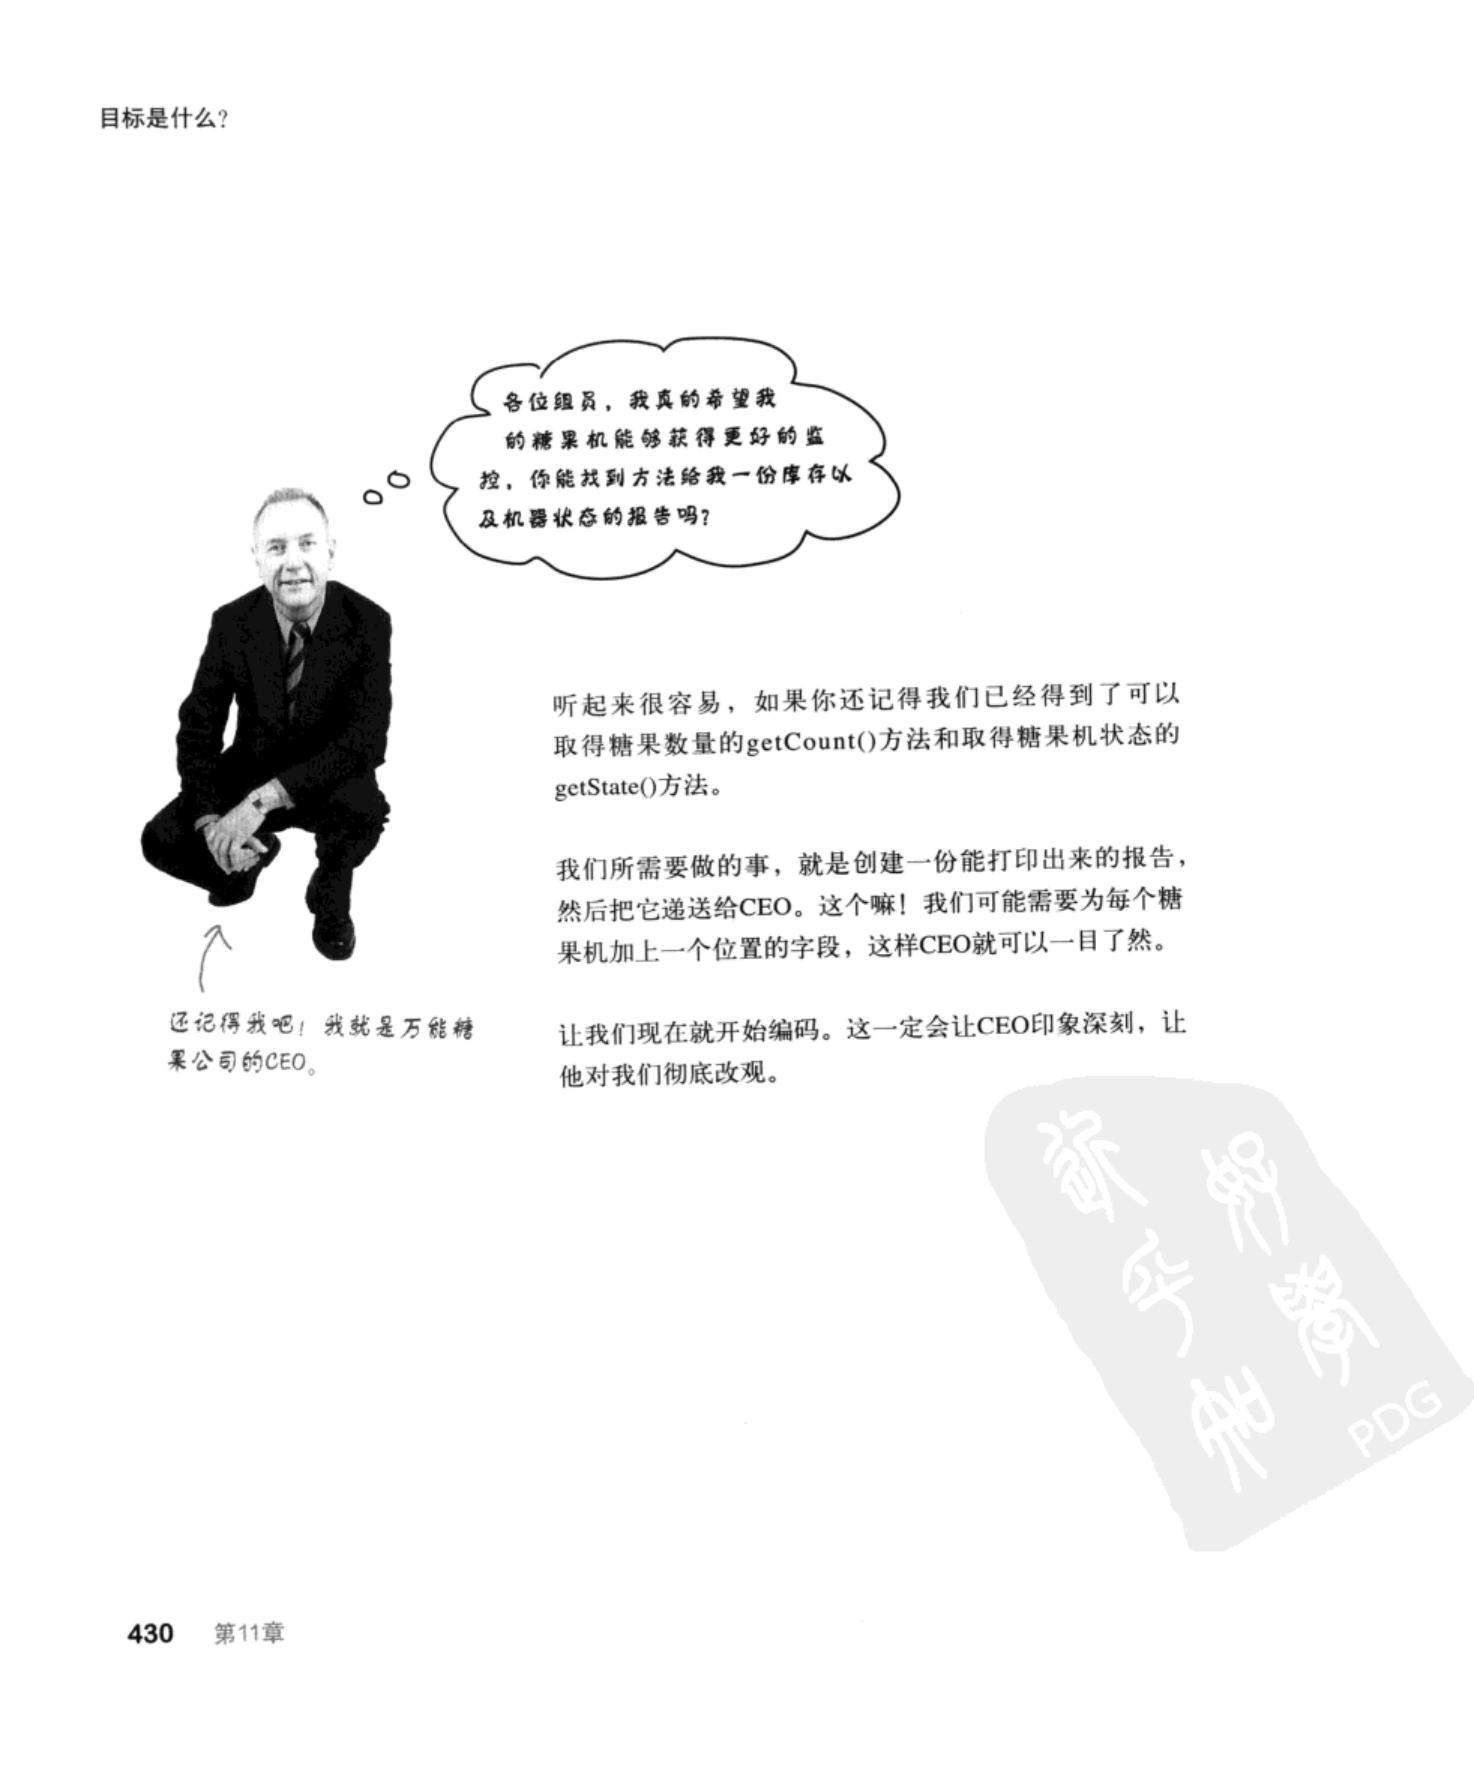 目标是什么?
各位组员，我真的希望我
的糖果机能够获得更好的监
控，你能找到方法给我一份库存以
及机器状态的报告吗?
听起来很容易，如果你还记得我们已经得到了可以
取得糖果数量的getCount()方法和取得糖果机状态的
getState()方法。
我们所需要做的事，就是创建一份能打印出来的报告，
然后把它递送给CEO。这个嘛！我们可能需要为每个糖
果机加上一个位置的字段，这样CEO就可以一目了然。
还记得我吧！我就是万能糖
果公司的CEO。
让我们现在就开始编码。这一定会让CEO印象深刻，让
他对我们彻底改观。
PDG
430 第11章